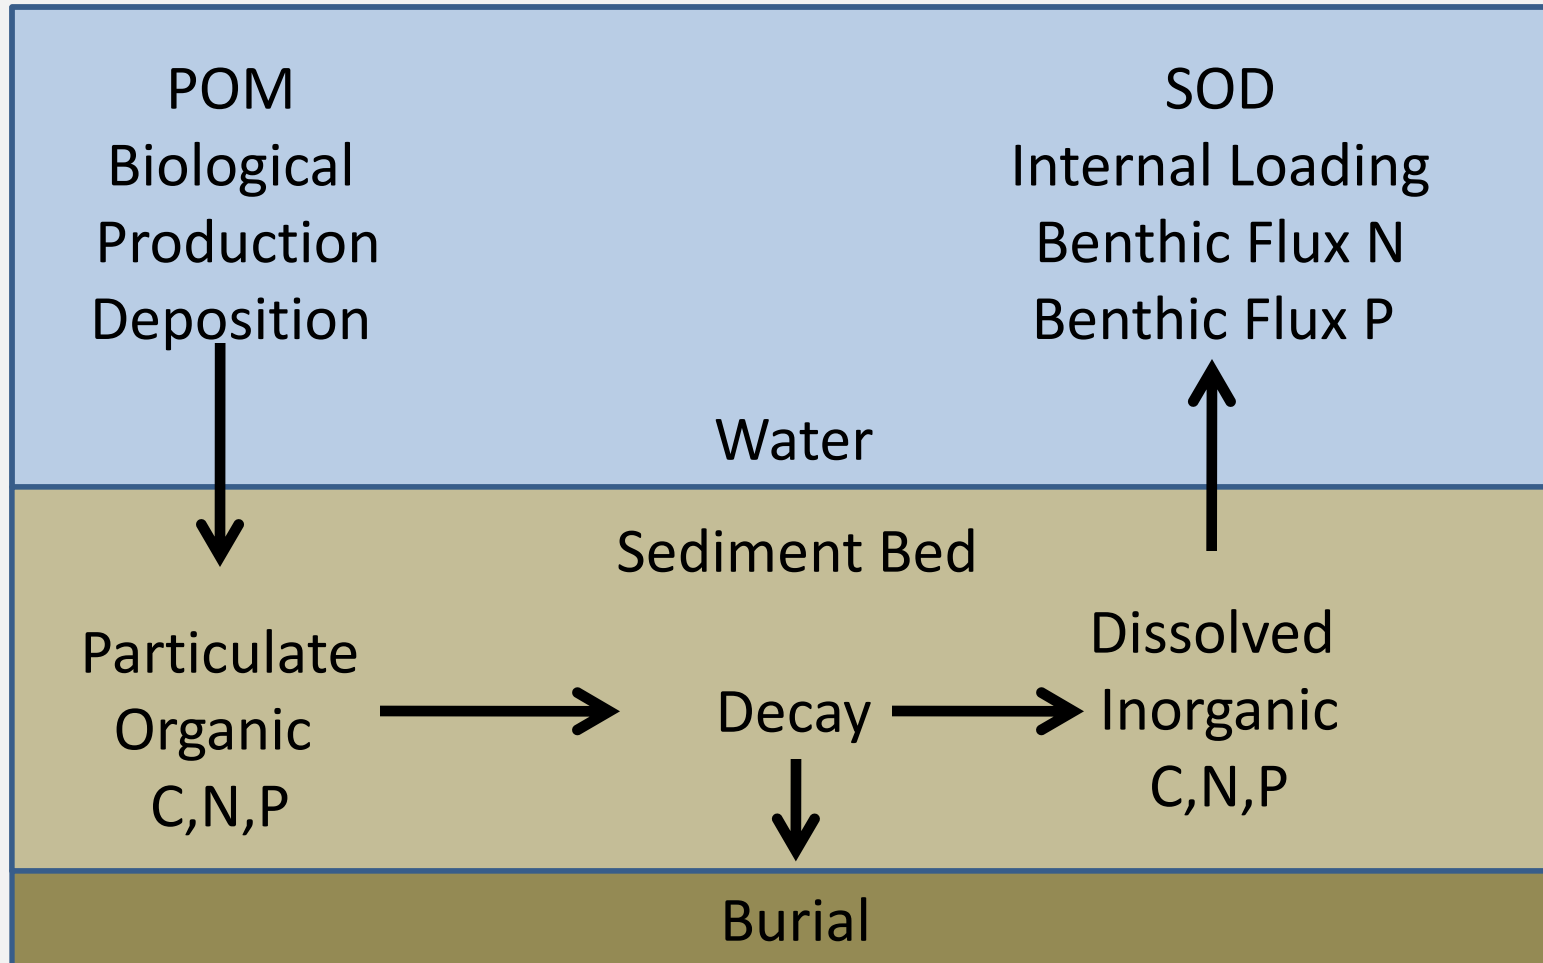 POM
Biological
Production
Deposition
SOD
Internal Loading
Benthic Flux N
Benthic Flux P
Water
Sediment Bed
Particulate
Organic
C,N,P
Decay
Dissolved
Inorganic
C,N,P
Burial